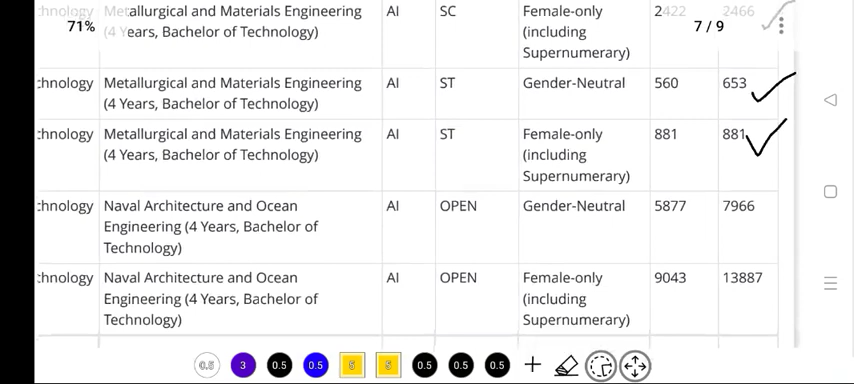 hnology Metallurgical and Materials Engineering AI SC Female-only 2422 2466
71% (4 Years, Bachelor of Technology) (including 7 / 9
Supernumerary)
chnology Metallurgical and Materials Engineering AI ST Gender-Neutral 560 653
(4 Years, Bachelor of Technology)
chnology Metallurgical and Materials Engineering AI ST Female-only 881 881
(4 Years, Bachelor of Technology) (including
Supernumerary)
chnology Naval Architecture and Ocean AI OPEN Gender-Neutral 5877 7966
Engineering (4 Years, Bachelor of
Technology)
chnology Naval Architecture and Ocean AI OPEN Female-only 9043 13887
Engineering (4 Years, Bachelor of (including
Technology) Supernumerary)
0.5 3 0.5 0.5 5 5 0.5 0.5 0.5